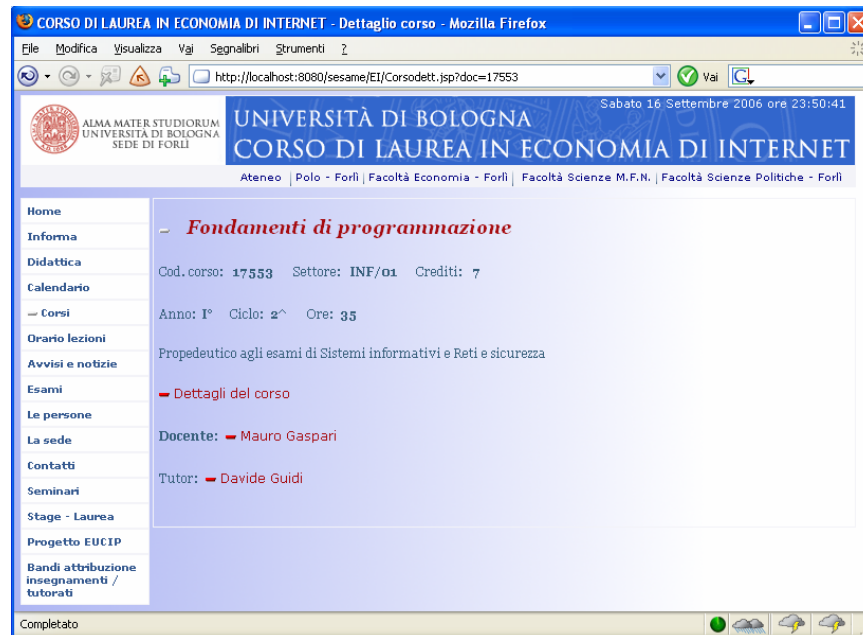 CORSO DI LAUREA IN ECONOMIA DI INTERNET - Dettaglio corso - Mozilla Firefox
File Modifica Visualizza Vai Segnalibri Strumenti ?
http://localhost:8080/sesame/EI/Corsodett.jsp?doc=17553 Vai G
Sabato 16 Settembre 2006 ore 23:50:41
ALMA MATER STUDIORUM
UNIVERSITÀ DI BOLOGNA
SEDE DI FORLÌ
UNIVERSITÀ DI BOLOGNA
CORSO DI LAUREA IN ECONOMIA DI INTERNET
Ateneo | Polo - Forlì | Facoltà Economia - Forlì | Facoltà Scienze M.F.N. | Facoltà Scienze Politiche - Forlì
Home
Informa
Didattica
Calendario
Corsi
Orario lezioni
Avvisi e notizie
Esami
Le persone
La sede
Contatti
Seminari
Stage - Laurea
Progetto EUCIP
Bandi attribuzione
insegnamenti /
tutorati
Fondamenti di programmazione
Cod. corso: 17553 Settore: INF/01 Crediti: 7
Anno: I° Ciclo: 2^ Ore: 35
Propedeutico agli esami di Sistemi informativi e Reti e sicurezza
Dettagli del corso
Docente: Mauro Gaspari
Tutor: Davide Guidi
Completato